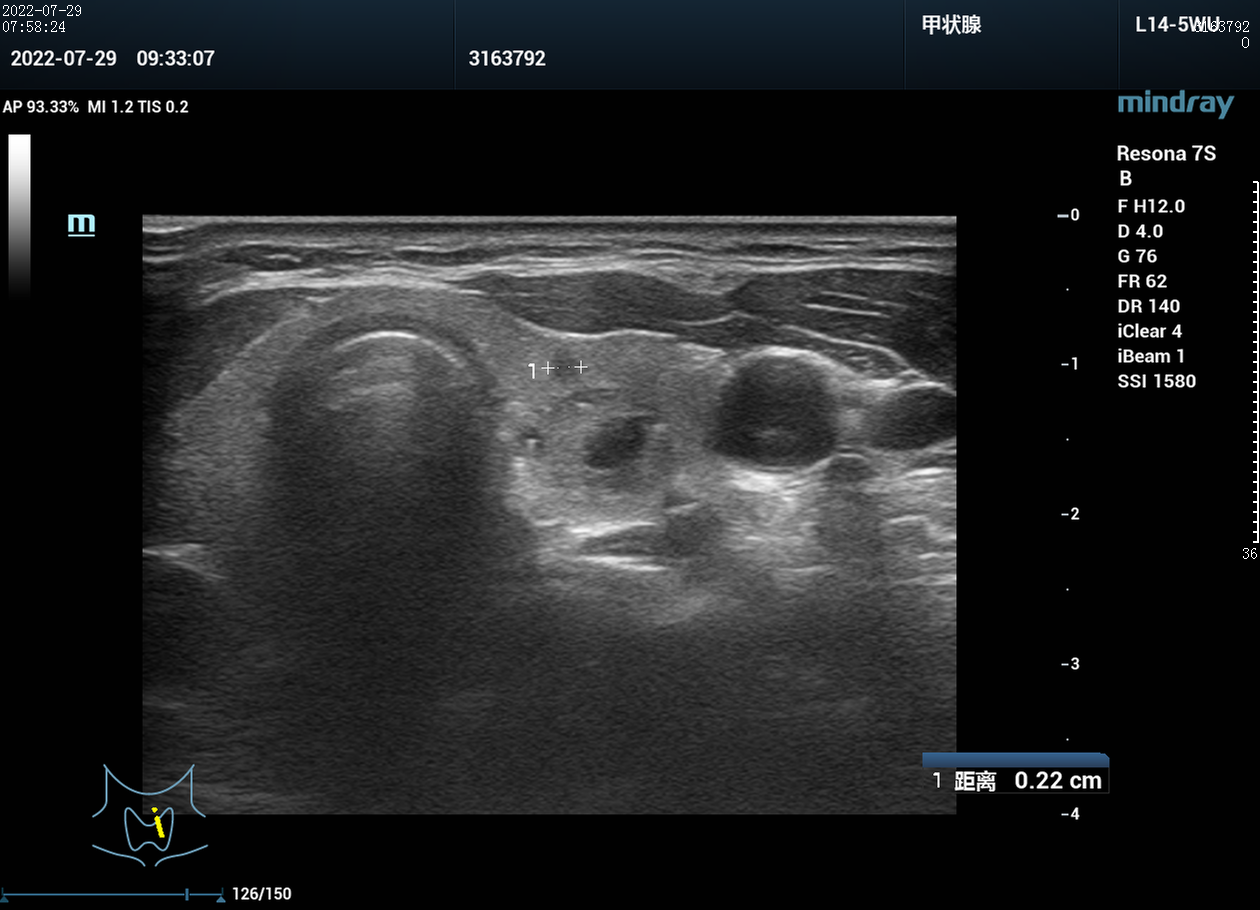 2022-07-29
07:58:24
2022-07-29 09:33:07
3163792
甲状腺
L14-5WU
3163792
0
AP 93.33% MI 1.2 TIS 0.2
mindray
Resona 7S
B
F H12.0
D 4.0
G 76
FR 62
DR 140
iClear 4
iBeam 1
SSI 1580
m
0
1
1
2
36
3
1 距离 0.22 cm
4
126/150